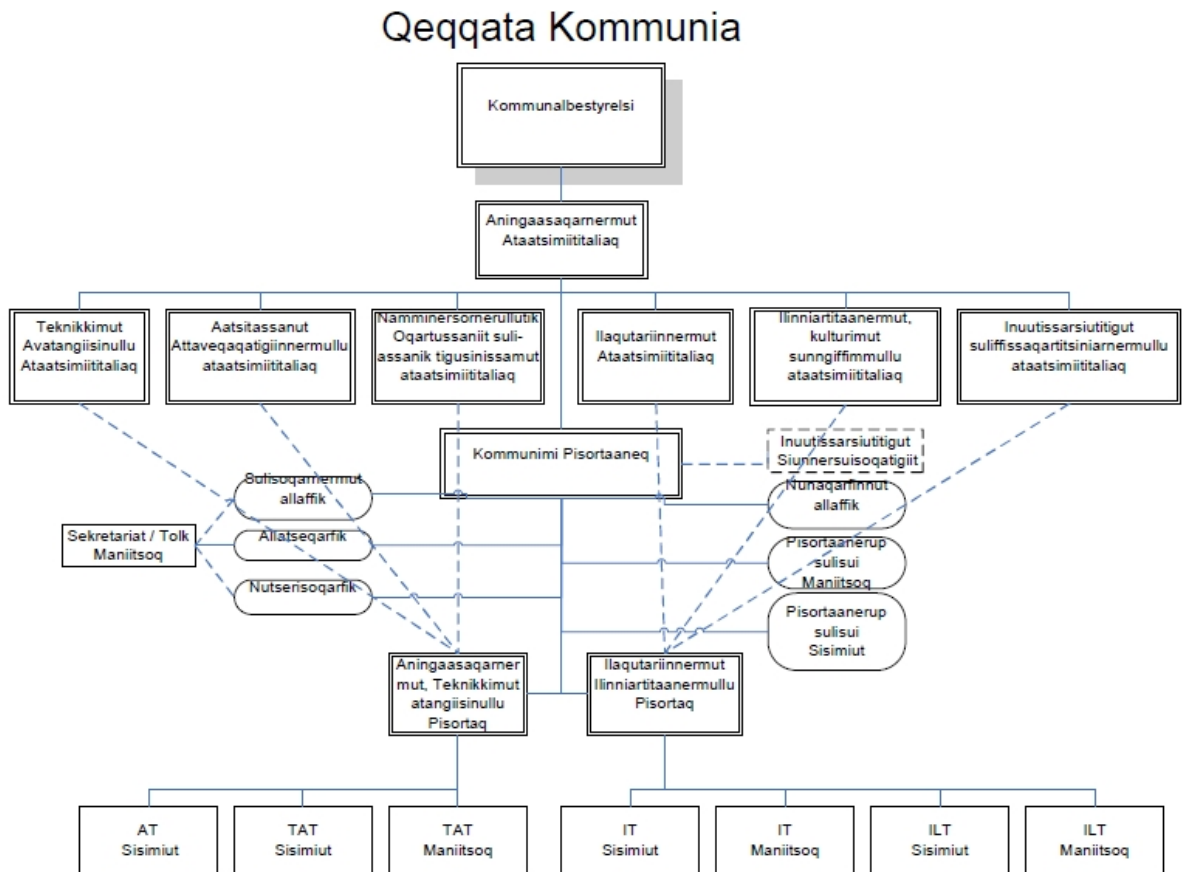 Qeqqata Kommunia
Kommunalbestyrelsi
Aningaasaqarnermut
Ataatsimiititaliaq
Teknikkimut
Avatangiisinullu
Ataatsimiititaliaq
Aatsitassanut
Attaveqaqatigiinnermullu
ataatsimiititaliaq
Namminersornerullutik
Oqartussaniit suli-
assanik tigusinissamut
ataatsimiititaliaq
Ilaqutariinnermut
Ataatsimiititaliaq
Ilinniartitaanermut,
kulturimut
sunngiffimmullu
ataatsimiititaliaq
Inuutissarsiutitigut
suliffissaqartitsiniarnermullu
ataatsimiititaliaq
Kommunimi Pisortaaneq
Inuutissarsiutitigut
Siunnersuisoqatigiit
Sulisoqarnermut
allaffik
Nunaqarfinnut
allaffik
Sekretariat / Tolk
Maniitsoq
Allatseqarfik
Pisortaanerup
sulisui
Maniitsoq
Nutserisoqarfik
Pisortaanerup
sulisui
Sisimiut
Aningaasaqarner
mut, Teknikkimut
atangiisinullu
Pisortaq
Ilaqutariinnermut
Ilinniartitaanermullu
Pisortaq
AT
Sisimiut
TAT
Sisimiut
TAT
Maniitsoq
IT
Sisimiut
IT
Maniitsoq
ILT
Sisimiut
ILT
Maniitsoq